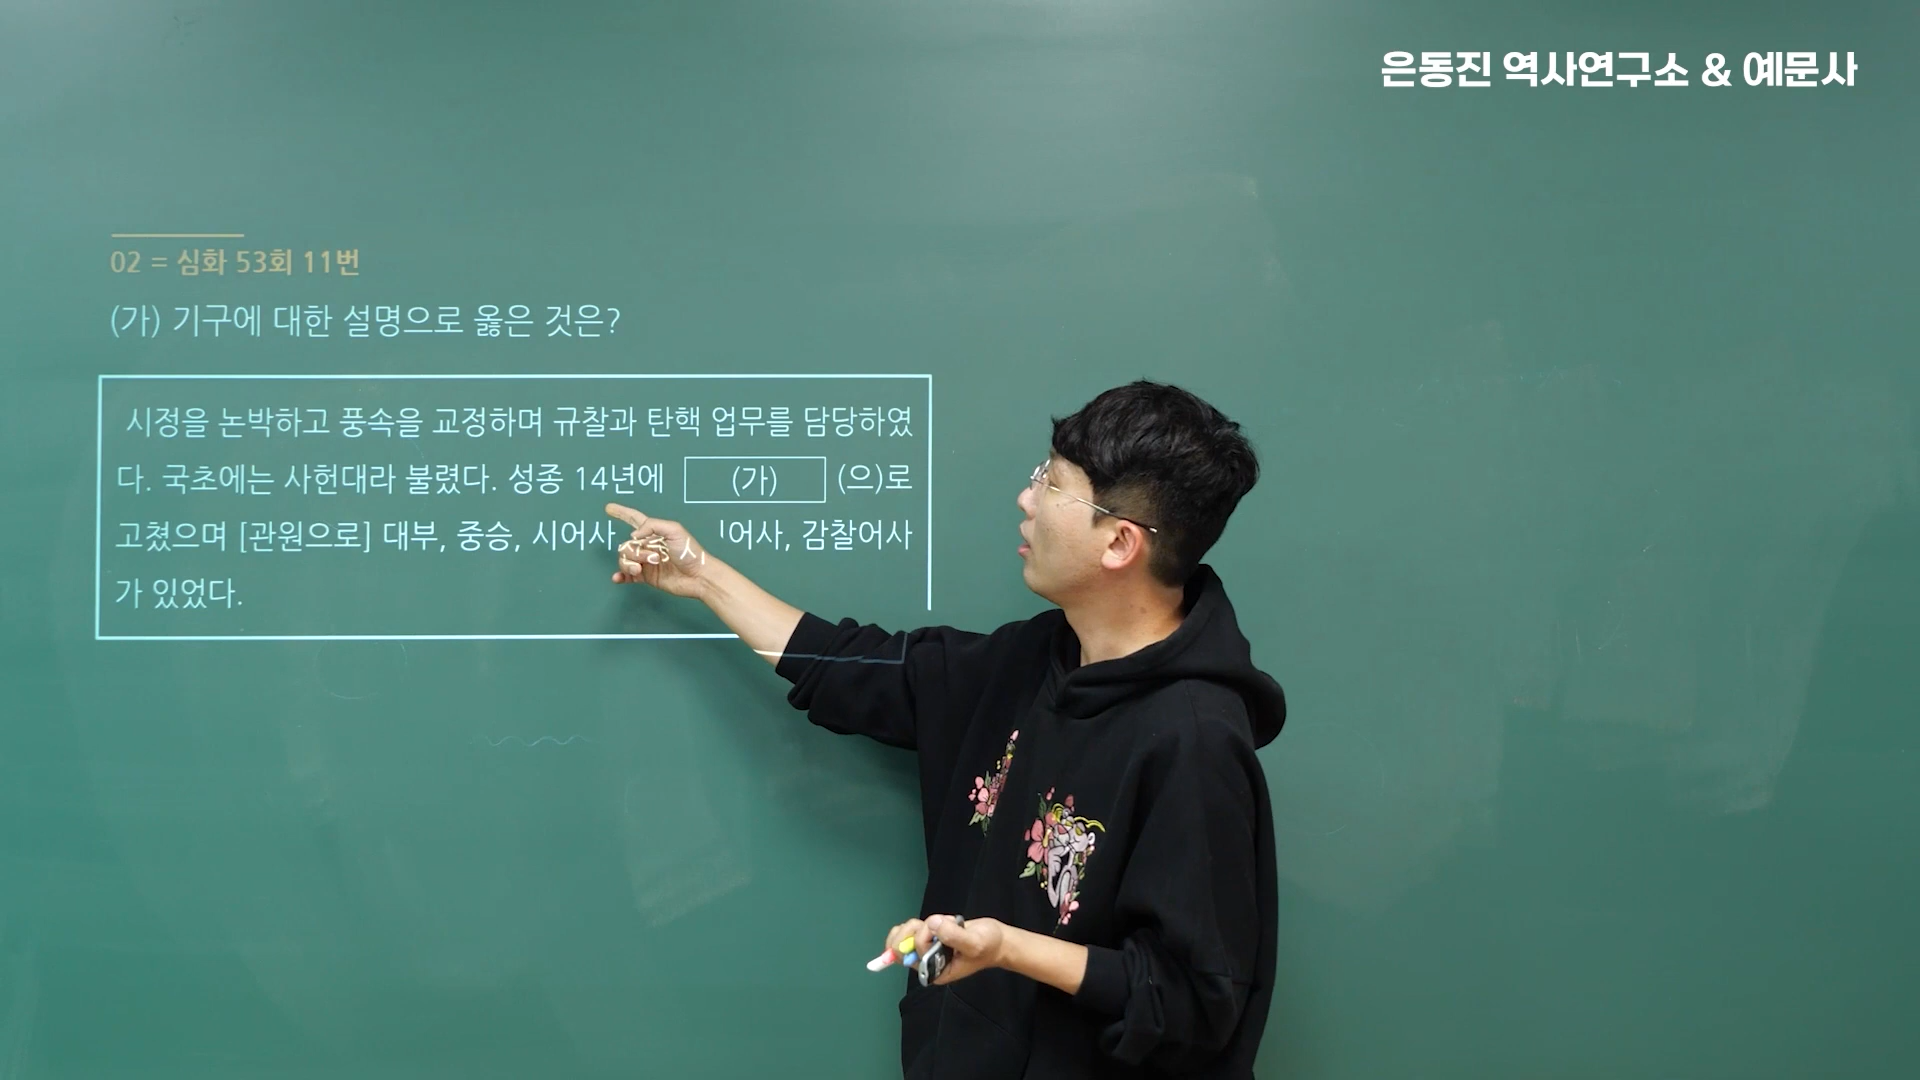 은동진 역사연구소 & 예문사
02 = 심화 53회 11번
(가) 기구에 대한 설명으로 옳은 것은?
시정을 논박하고 풍속을 교정하며 규찰과 탄핵 업무를 담당하였
다. 국초에는 사헌대라 불렸다. 성종 14년에 (가) (으)로
고쳤으며 [관원으로] 대부, 중승, 시어사 어사, 감찰어사
가 있었다.